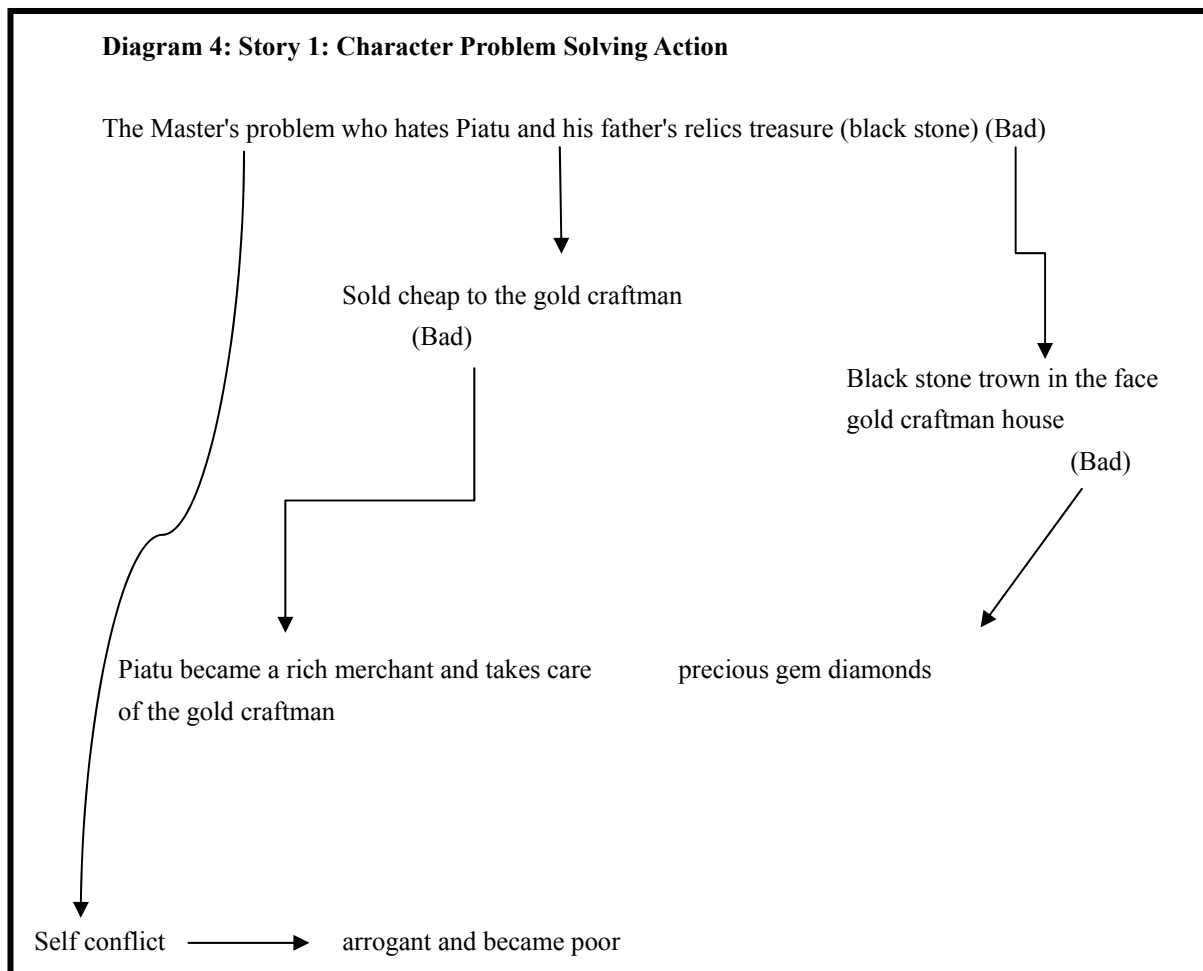 Diagram 4: Story 1: Character Problem Solving Action
The Master's problem who hates Piatu and his father's relics treasure (black stone) (Bad)
Sold cheap to the gold craftman
(Bad)
Black stone trown in the face
gold craftman house
(Bad)
Piatu became a rich merchant and takes care
of the gold craftman
precious gem diamonds
Self conflict
arrogant and became poor